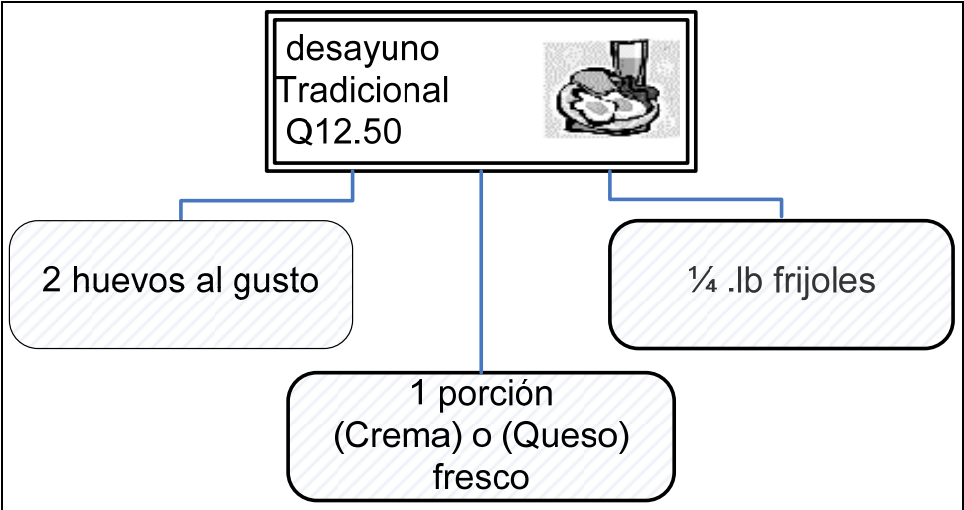 desayuno
Tradicional
Q12.50
2 huevos al gusto
¼ .lb frijoles
1 porción
(Crema) o (Queso)
fresco